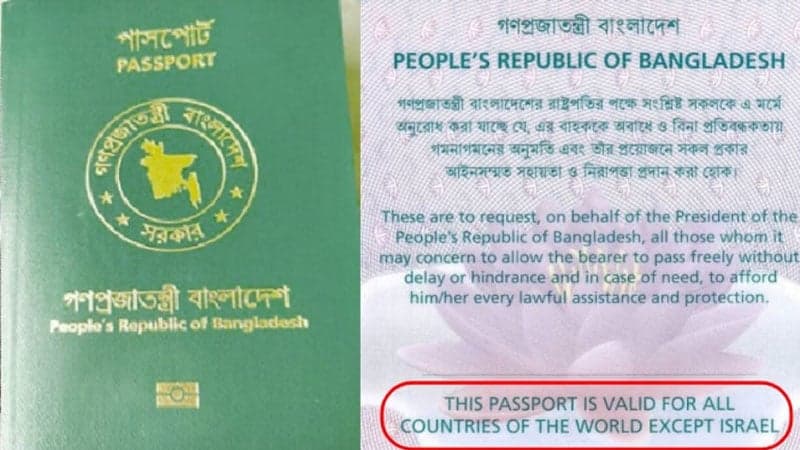 পাসপোর্ট
PASSPORT
গণপ্রজাতন্ত্রী বাংলাদেশ
সরকার
গণপ্রজাতন্ত্রী বাংলাদেশ
People's Republic of Bangladesh
গণপ্রজাতন্ত্রী বাংলাদেশ
PEOPLE'S REPUBLIC OF BANGLADESH
গণপ্রজাতন্ত্রী বাংলাদেশের রাষ্ট্রপতির পক্ষে সংশ্লিষ্ট সকলকে এ মর্মে
অনুরোধ করা যাচ্ছে যে, এর বাহককে অবাধে ও বিনা প্রতিবন্ধকতায়
গমনাগমনের অনুমতি এবং তাঁর প্রয়োজনে সকল প্রকার
আইনসম্মত সহায়তা ও নিরাপত্তা প্রদান করা হোক।
These are to request, on behalf of the President of the
People's Republic of Bangladesh, all those whom it
may concern to allow the bearer to pass freely without
delay or hindrance and in case of need, to afford
him/her every lawful assistance and protection.
THIS PASSPORT IS VALID FOR ALL
COUNTRIES OF THE WORLD EXCEPT ISRAEL